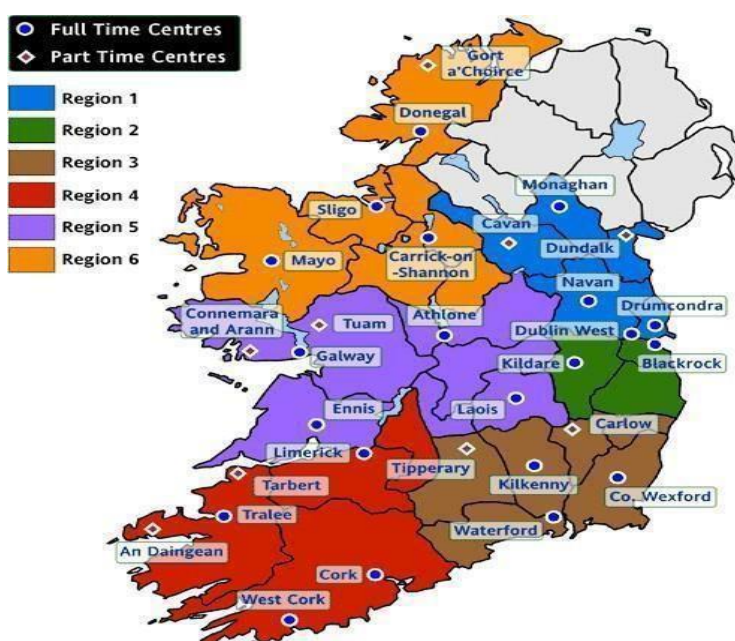 Full Time Centres
Part Time Centres
Region 1
Region 2
Region 3
Region 4
Region 5
Region 6
Gort
a'Choirce
Donegal
Monaghan
Sligo
Cavan
Dundalk
Carrick-on
-Shannon
Mayo
Navan
Connemara
and Arann
Tuam
Athlone
Drumcondra
Dublin West
Galway
Kildare
Blackrock
Ennis
Laois
Carlow
Limerick
Tipperary
Tarbert
Kilkenny
Co. Wexford
Tralee
Waterford
An Daingean
Cork
West Cork